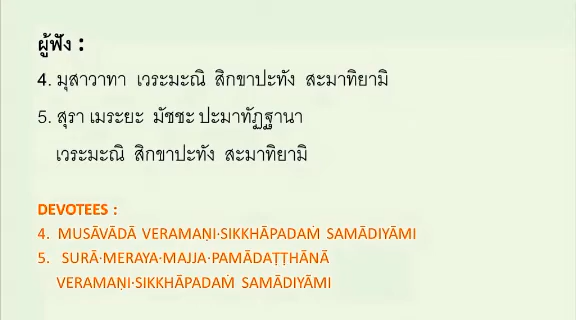 ผู้ฟัง :
4. มุสาวาทา เวระมะณิ สิกขาปะทัง สะมาทิยามิ
5. สุรา เมระยะ มัชชะ ปะมาทัฏฐานา
เวระมะณิ สิกขาปะทัง สะมาทิยามิ
DEVOTEES :
4. MUSĀVĀDĀ VERAMAṆI·SIKKHĀPADAṀ SAMĀDIYĀMI
5. SURĀ·MERAYA·MAJJA·PAMĀDAṬṬHĀNĀ
VERAMAṆI·SIKKHĀPADAṀ SAMĀDIYĀMI